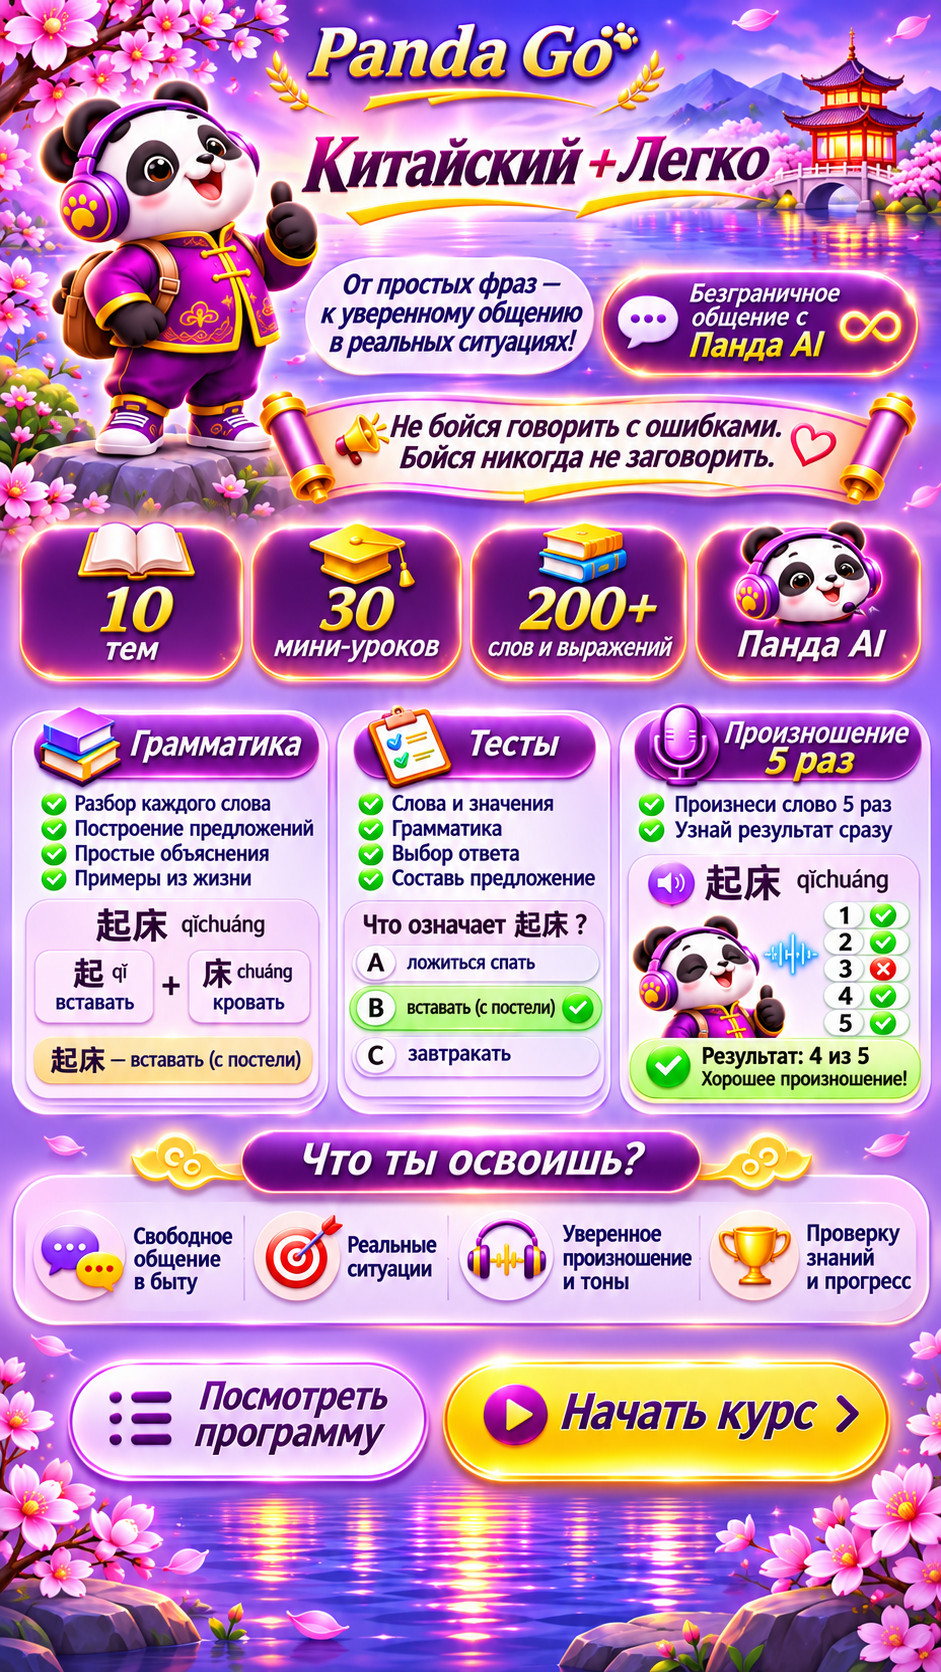 Panda Go
Китайский + Легко
От простых фраз –
к уверенному общению
в реальных ситуациях!
Безграничное
общение с
Панда AI
Не бойся говорить с ошибками.
Бойся никогда не заговорить.
10
тем
30
мини-уроков
200+
слов и выражений
Панда AI
Грамматика
Разбор каждого слова
Построение предложений
Простые объяснения
Примеры из жизни
起床 qǐchuáng
起 qǐ
вставать
+
床 chuáng
кровать
起床 – вставать (с постели)
Тесты
Слова и значения
Грамматика
Выбор ответа
Составь предложение
Что означает 起床 ?
A ложиться спать
B вставать (с постели)
C завтракать
Произношение
5 раз
Произнеси слово 5 раз
Узнай результат сразу
起床 qǐchuáng
1
2
3
4
5
Результат: 4 из 5
Хорошее произношение!
Что ты освоишь?
Свободное
общение
в быту
Реальные
ситуации
Уверенное
произношение
и тоны
Проверку
знаний
и прогресс
Посмотреть
программу
Начать курс